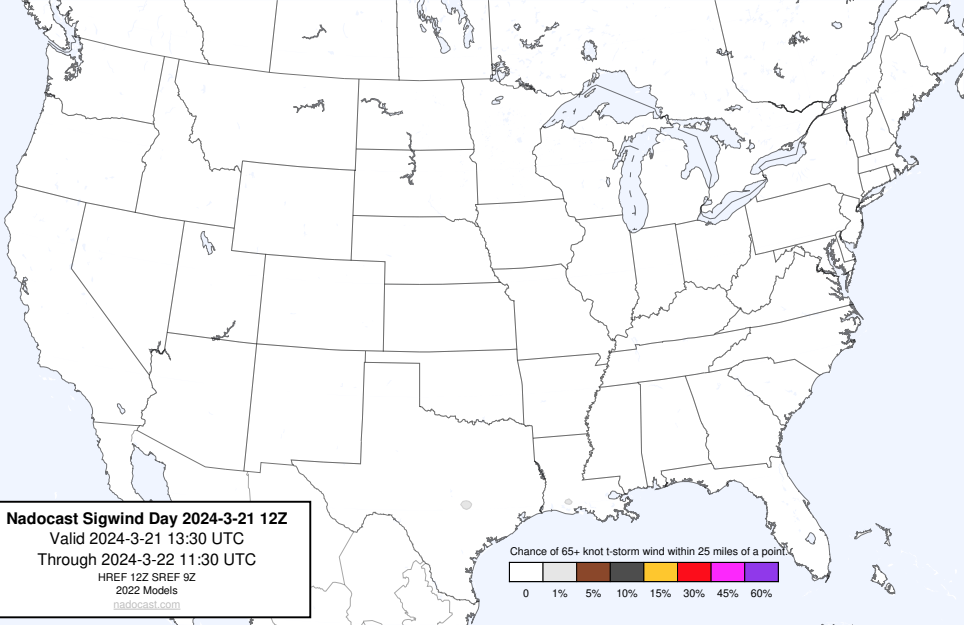 Nadocast Sigwind Day 2024-3-21 12Z
Valid 2024-3-21 13:30 UTC
Through 2024-3-22 11:30 UTC
HREF 12Z SREF 9Z
2022 Models
nadocast.com
Chance of 65+ knot t-storm wind within 25 miles of a point.
0 1% 5% 10% 15% 30% 45% 60%